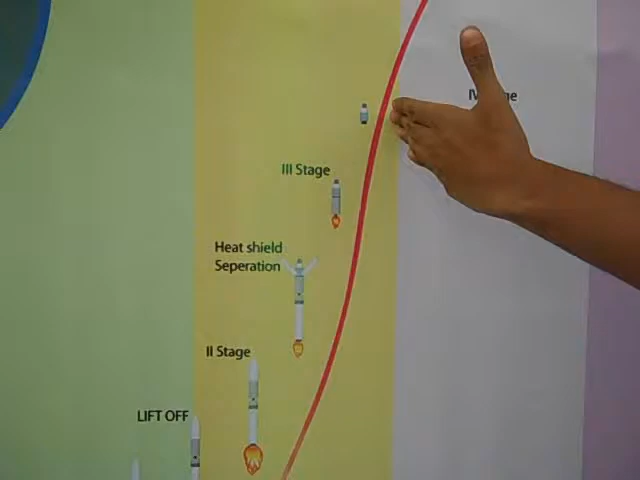 III Stage
Heat shield
Seperation
II Stage
LIFT OFF